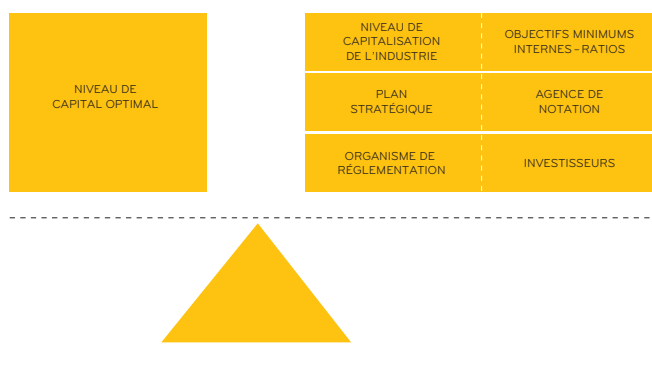 NIVEAU DE
CAPITAL OPTIMAL
NIVEAU DE
CAPITALISATION
DE L'INDUSTRIE
OBJECTIFS MINIMUMS
INTERNES – RATIOS
PLAN
STRATÉGIQUE
AGENCE DE
NOTATION
ORGANISME DE
RÉGLEMENTATION
INVESTISSEURS